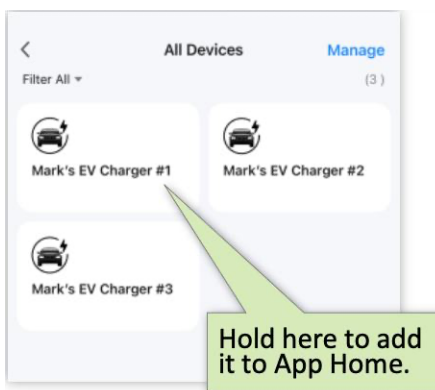 All Devices Manage
Filter All (3)
Mark's EV Charger #1 Mark's EV Charger #2
Mark's EV Charger #3
Hold here to add
it to App Home.